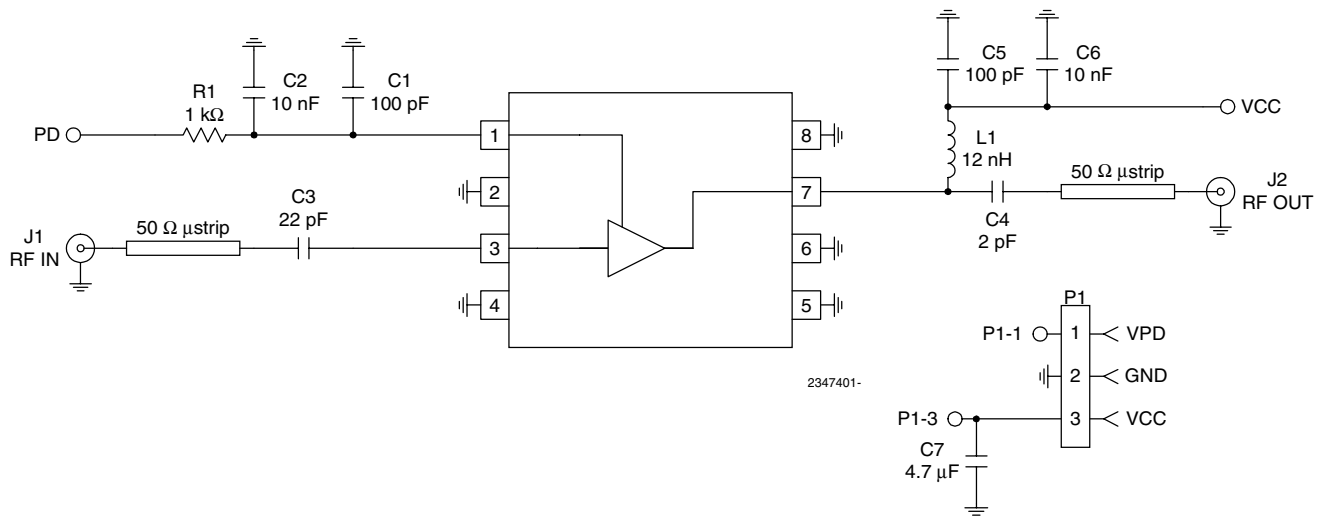 C5
100 pF
C6
10 nF
R1
1 kΩ
C2
10 nF
C1
100 pF
PD
VCC
1
8
L1
12 nH
2
7
50 Ω µstrip
J2
RF OUT
C4
2 pF
C3
22 pF
50 Ω µstrip
J1
RF IN
3
6
4
5
P1
P1-1
1
VPD
2
GND
P1-3
3
VCC
C7
4.7 µF
2347401-